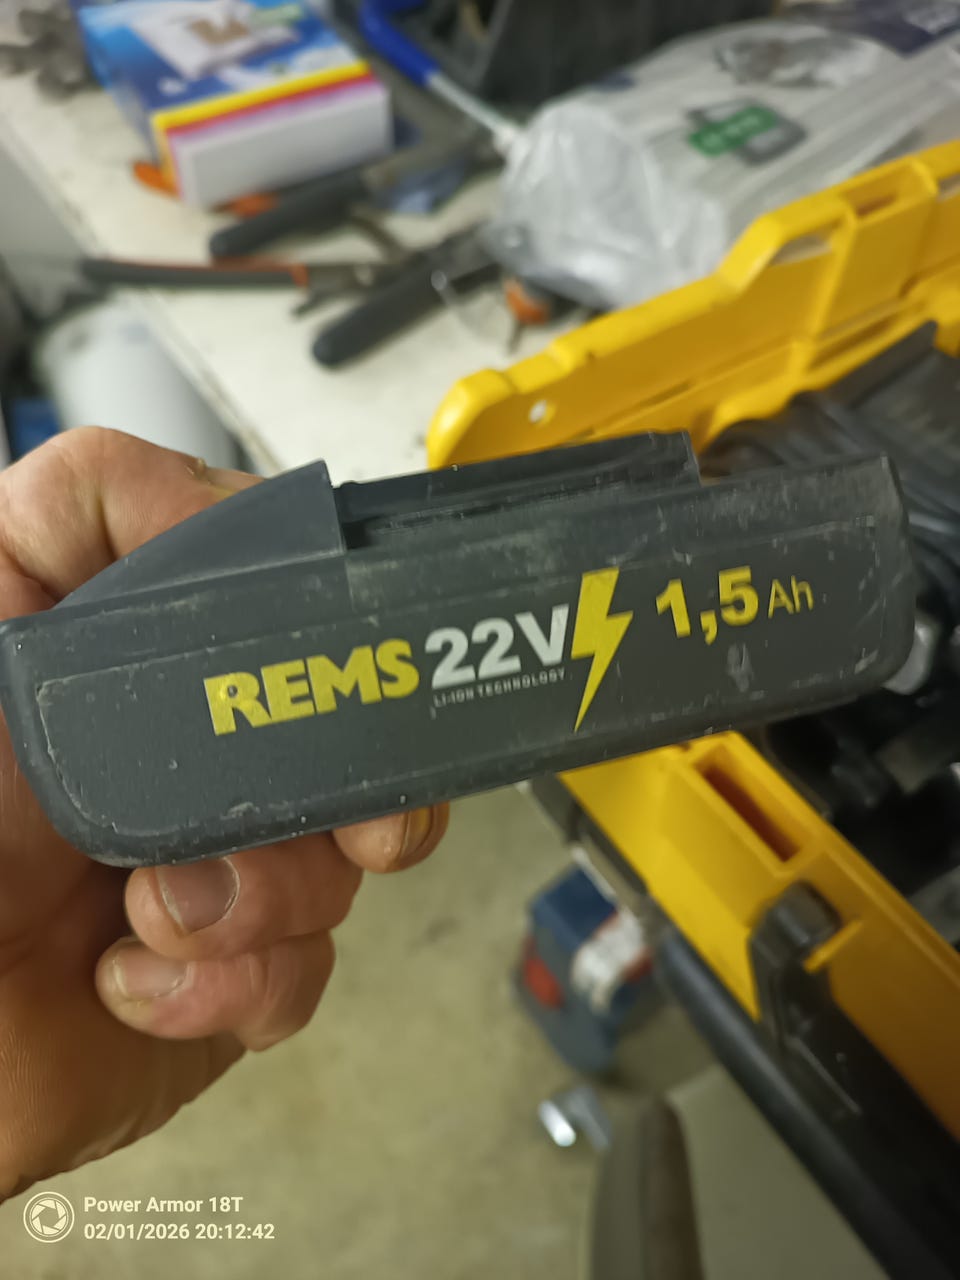 REMS 22V 1,5 Ah
LI-ION TECHNOLOGY
Power Armor 18T
02/01/2026 20:12:42